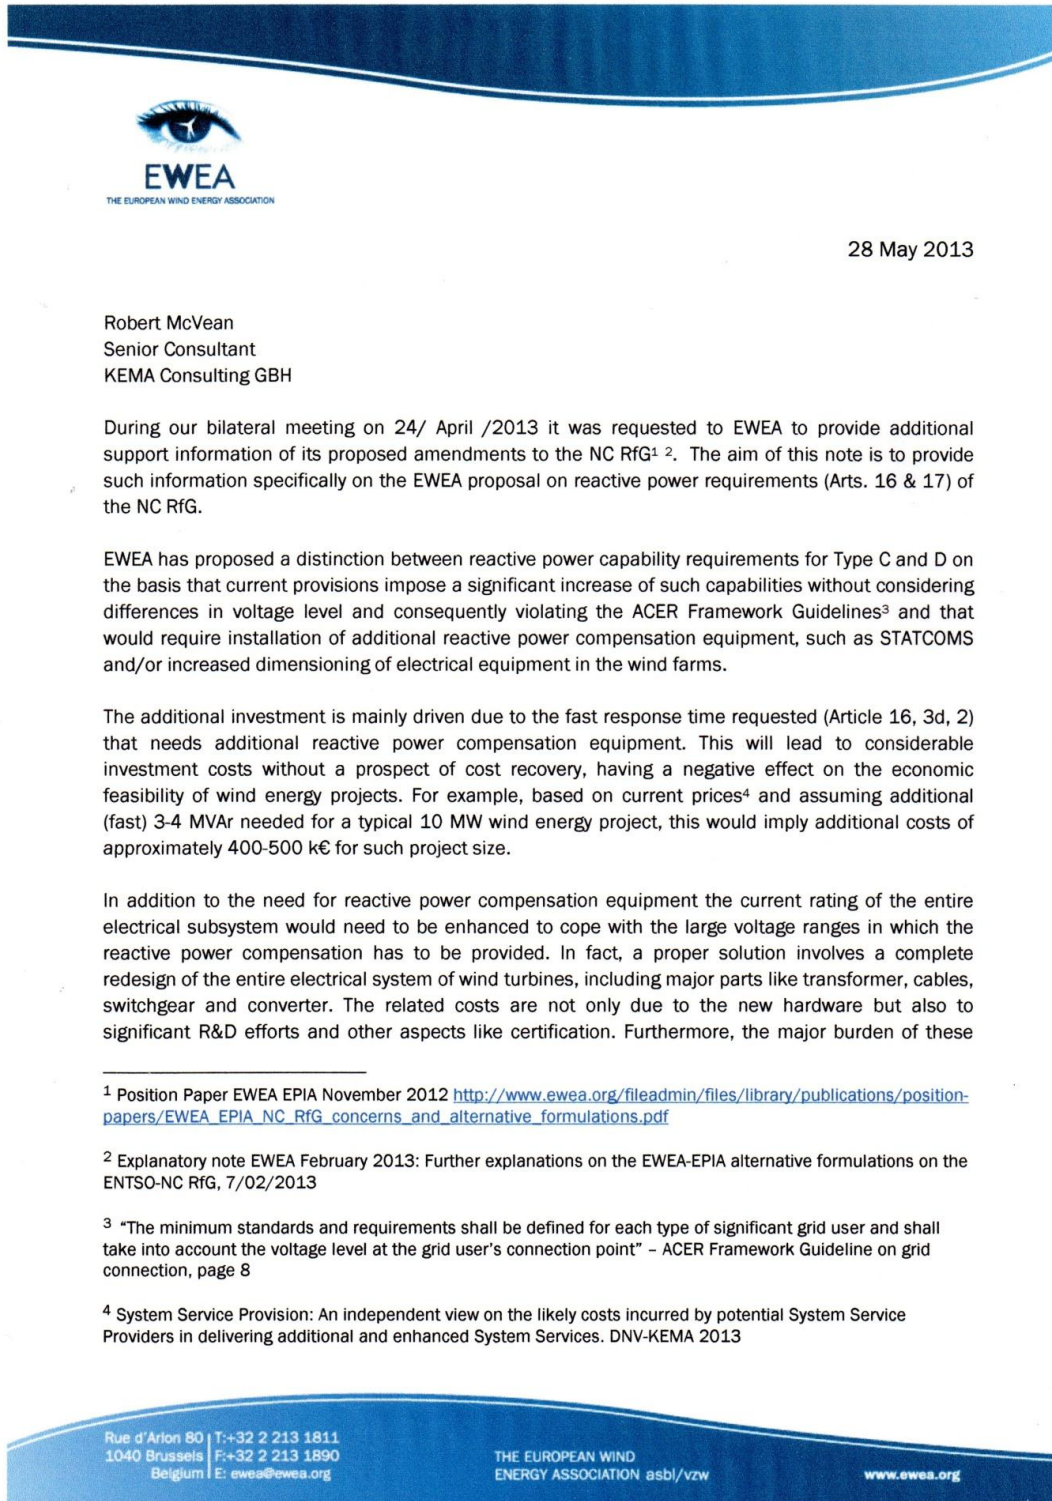 EWEA
THE EUROPEAN WIND ENERGY ASSOCIATION
28 May 2013
Robert McVean
Senior Consultant
KEMA Consulting GBH
During our bilateral meeting on 24/ April /2013 it was requested to EWEA to provide additional
support information of its proposed amendments to the NC RfG¹ ². The aim of this note is to provide
such information specifically on the EWEA proposal on reactive power requirements (Arts. 16 & 17) of
the NC RfG.
EWEA has proposed a distinction between reactive power capability requirements for Type C and D on
the basis that current provisions impose a significant increase of such capabilities without considering
differences in voltage level and consequently violating the ACER Framework Guidelines³ and that
would require installation of additional reactive power compensation equipment, such as STATCOMS
and/or increased dimensioning of electrical equipment in the wind farms.
The additional investment is mainly driven due to the fast response time requested (Article 16, 3d, 2)
that needs additional reactive power compensation equipment. This will lead to considerable
investment costs without a prospect of cost recovery, having a negative effect on the economic
feasibility of wind energy projects. For example, based on current prices⁴ and assuming additional
(fast) 3-4 MVAr needed for a typical 10 MW wind energy project, this would imply additional costs of
approximately 400-500 k€ for such project size.
In addition to the need for reactive power compensation equipment the current rating of the entire
electrical subsystem would need to be enhanced to cope with the large voltage ranges in which the
reactive power compensation has to be provided. In fact, a proper solution involves a complete
redesign of the entire electrical system of wind turbines, including major parts like transformer, cables,
switchgear and converter. The related costs are not only due to the new hardware but also to
significant R&D efforts and other aspects like certification. Furthermore, the major burden of these
¹ Position Paper EWEA EPIA November 2012 http://www.ewea.org/fileadmin/files/library/publications/position-
papers/EWEA_EPIA_NC_RfG_concerns_and_alternative_formulations.pdf
² Explanatory note EWEA February 2013: Further explanations on the EWEA-EPIA alternative formulations on the
ENTSO-NC RfG, 7/02/2013
³ “The minimum standards and requirements shall be defined for each type of significant grid user and shall
take into account the voltage level at the grid user's connection point” – ACER Framework Guideline on grid
connection, page 8
⁴ System Service Provision: An independent view on the likely costs incurred by potential System Service
Providers in delivering additional and enhanced System Services. DNV-KEMA 2013
Rue d'Arlon 80 | T:+32 2 213 1811
1040 Brussels | F:+32 2 213 1890
Belgium | E: ewea@ewea.org
THE EUROPEAN WIND
ENERGY ASSOCIATION asbl/vzw
www.ewea.org